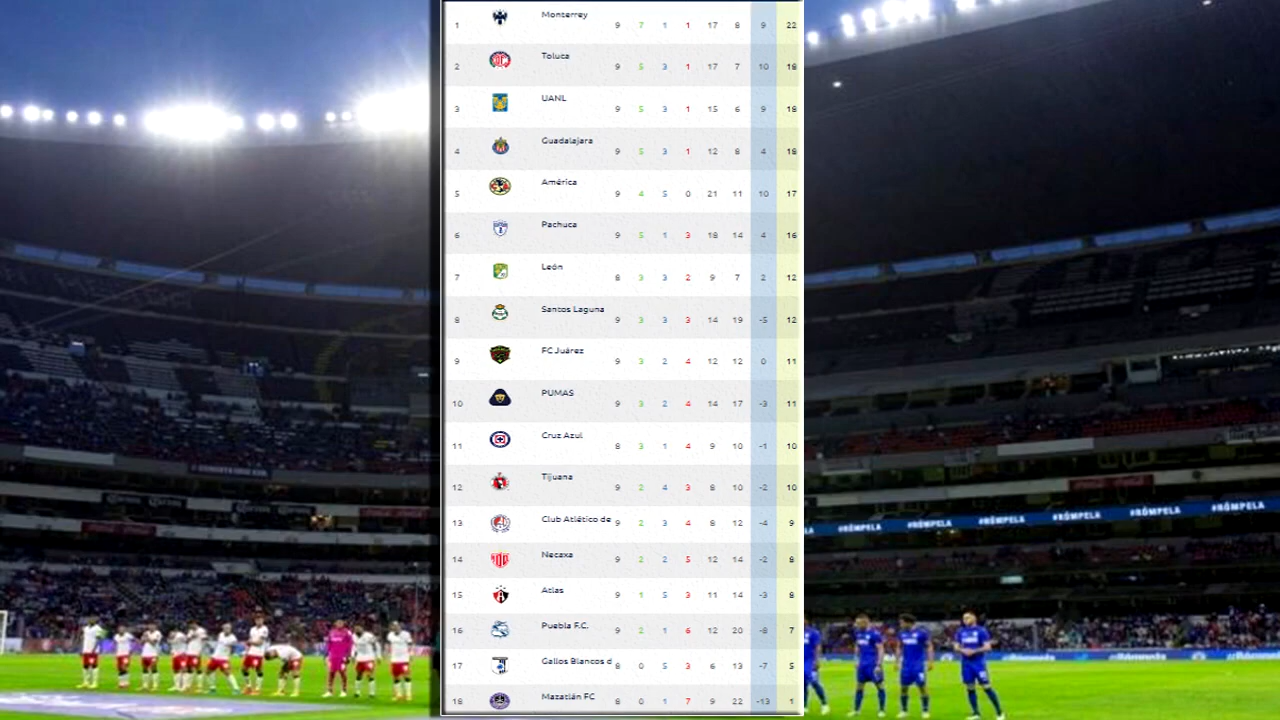 1 Monterrey 9 7 1 1 17 8 9 22
2 Toluca 9 5 3 1 17 7 10 18
3 UANL 9 5 3 1 15 6 9 18
4 Guadalajara 9 5 3 1 12 8 4 18
5 América 9 4 5 0 21 11 10 17
6 Pachuca 9 5 1 3 18 14 4 16
7 León 8 3 3 2 9 7 2 12
8 Santos Laguna 9 3 3 3 14 19 -5 12
9 FC Juárez 9 3 2 4 12 12 0 11
10 PUMAS 9 3 2 4 14 17 -3 11
11 Cruz Azul 8 3 1 4 9 10 -1 10
12 Tijuana 9 2 4 3 8 10 -2 10
13 Club Atlético de 9 2 3 4 8 12 -4 9
14 Necaxa 9 2 2 5 12 14 -2 8
15 Atlas 9 1 5 3 11 14 -3 8
16 Puebla F.C. 9 2 1 6 12 20 -8 7
17 Gallos Blancos d 8 0 5 3 6 13 -7 5
18 Mazatlán FC 8 0 1 7 9 22 -13 1
#RÓMPELA #RÓMPELA #RÓMPELA #RÓMPELA #RÓMPELA #RÓMPELA